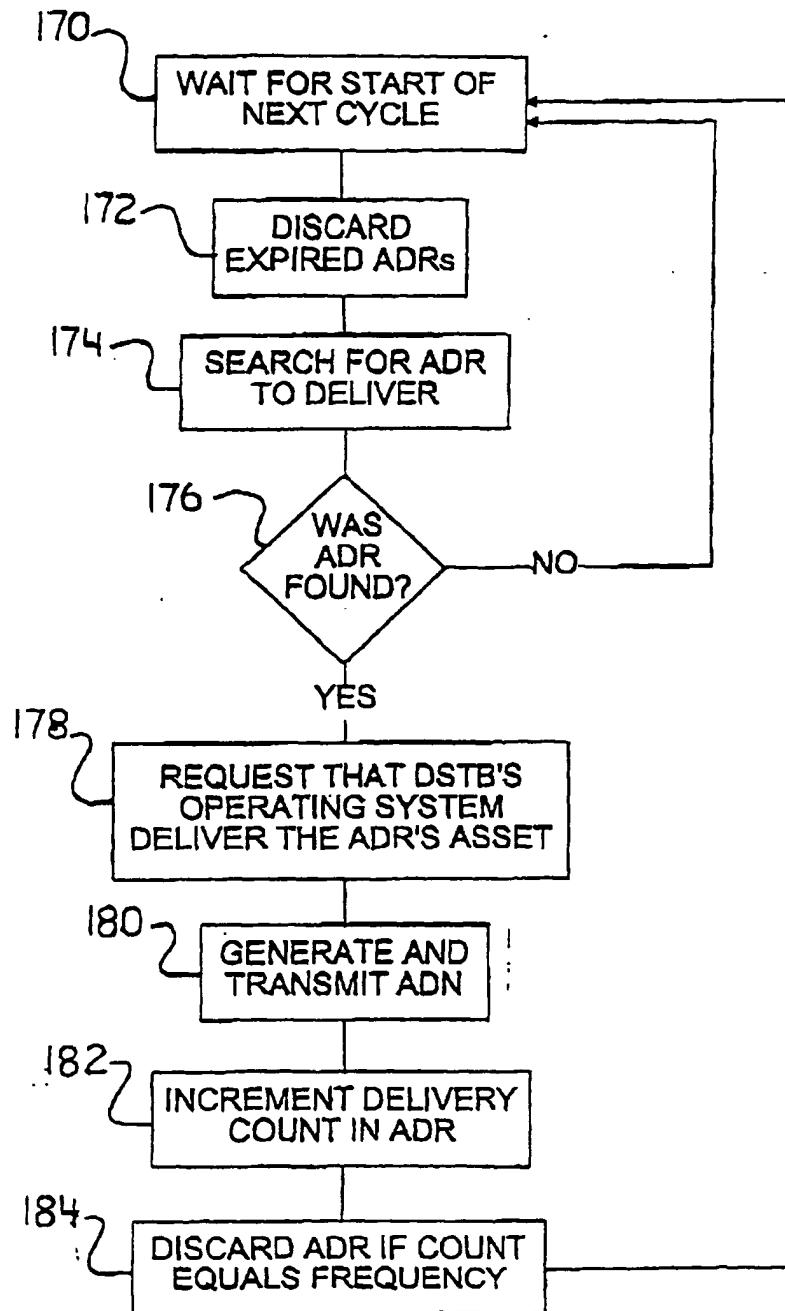 170
WAIT FOR START OF
NEXT CYCLE
172
DISCARD
EXPIRED ADRs
174
SEARCH FOR ADR
TO DELIVER
176
WAS
ADR
FOUND?
NO
YES
178
REQUEST THAT DSTB'S
OPERATING SYSTEM
DELIVER THE ADR'S ASSET
180
GENERATE AND
TRANSMIT ADN
182
INCREMENT DELIVERY
COUNT IN ADR
184
DISCARD ADR IF COUNT
EQUALS FREQUENCY